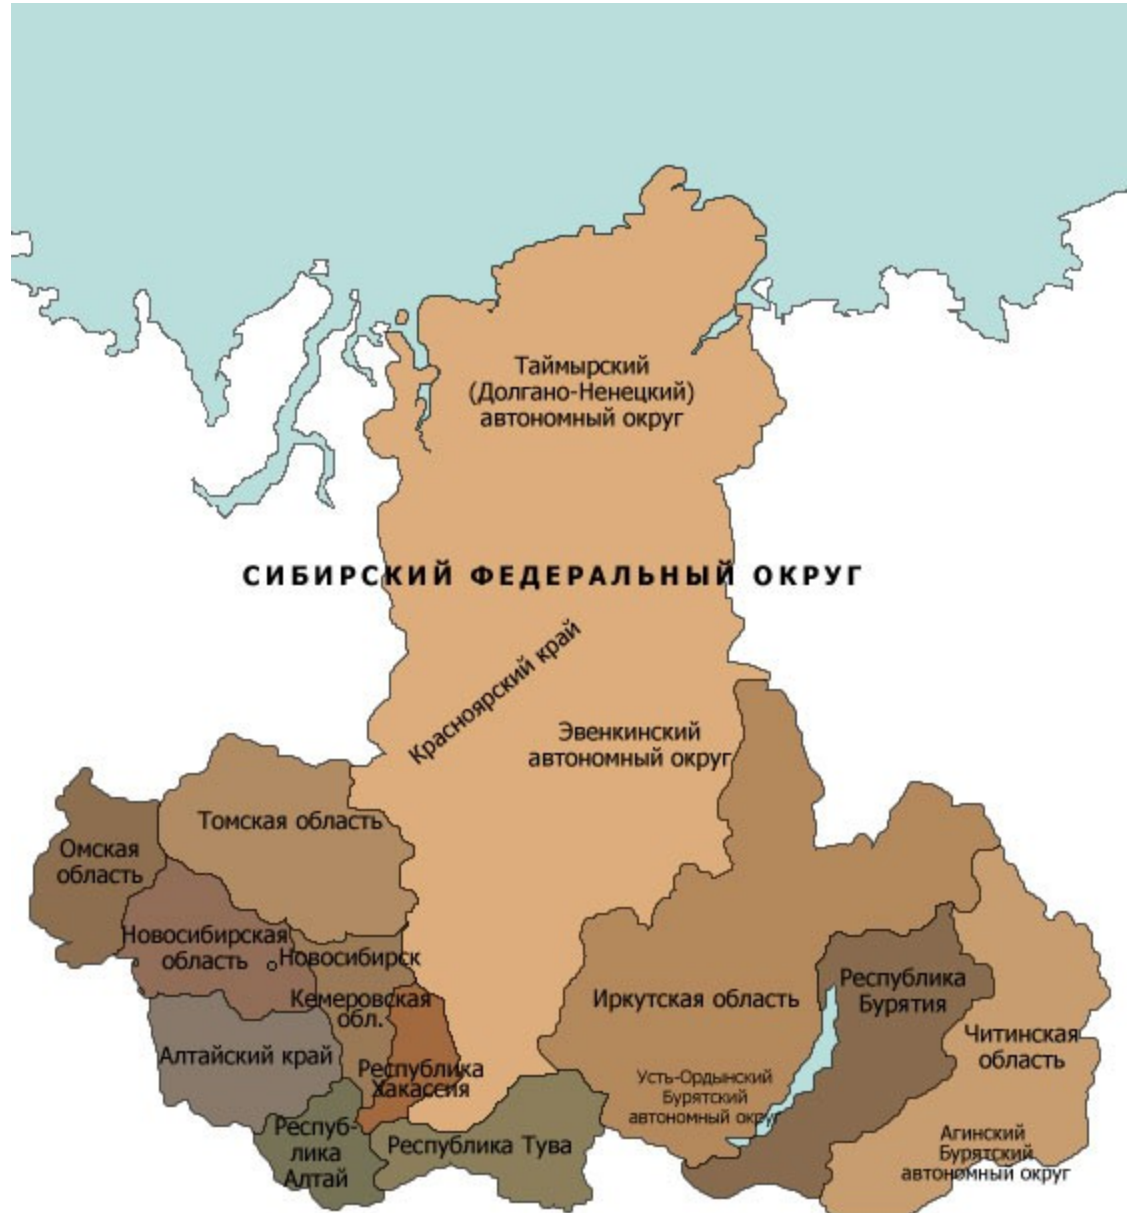 Таймырский
(Долгано-Ненецкий)
автономный округ
СИБИРСКИЙ ФЕДЕРАЛЬНЫЙ ОКРУГ
Красноярский край
Эвенкинский
автономный округ
Томская область
Омская
область
Новосибирская
область
Новосибирск
Кемеровская
обл.
Алтайский край
Республика
Хакассия
Респуб-
лика
Алтай
Республика Тува
Иркутская область
Усть-Ордынский
Бурятский
автономный округ
Республика
Бурятия
Читинская
область
Агинский
Бурятский
автономный округ